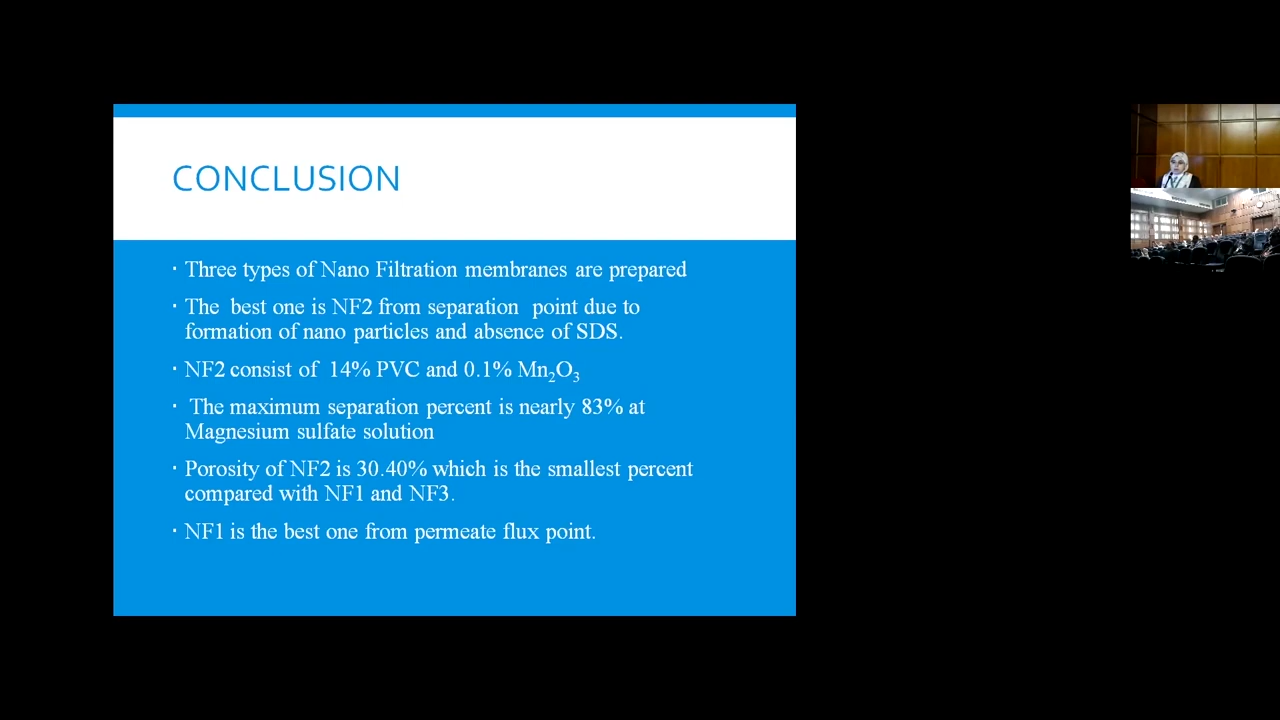 CONCLUSION
Three types of Nano Filtration membranes are prepared
The best one is NF2 from separation point due to
formation of nano particles and absence of SDS.
NF2 consist of 14% PVC and 0.1% Mn₂O₃
The maximum separation percent is nearly 83% at
Magnesium sulfate solution
Porosity of NF2 is 30.40% which is the smallest percent
compared with NF1 and NF3.
NF1 is the best one from permeate flux point.